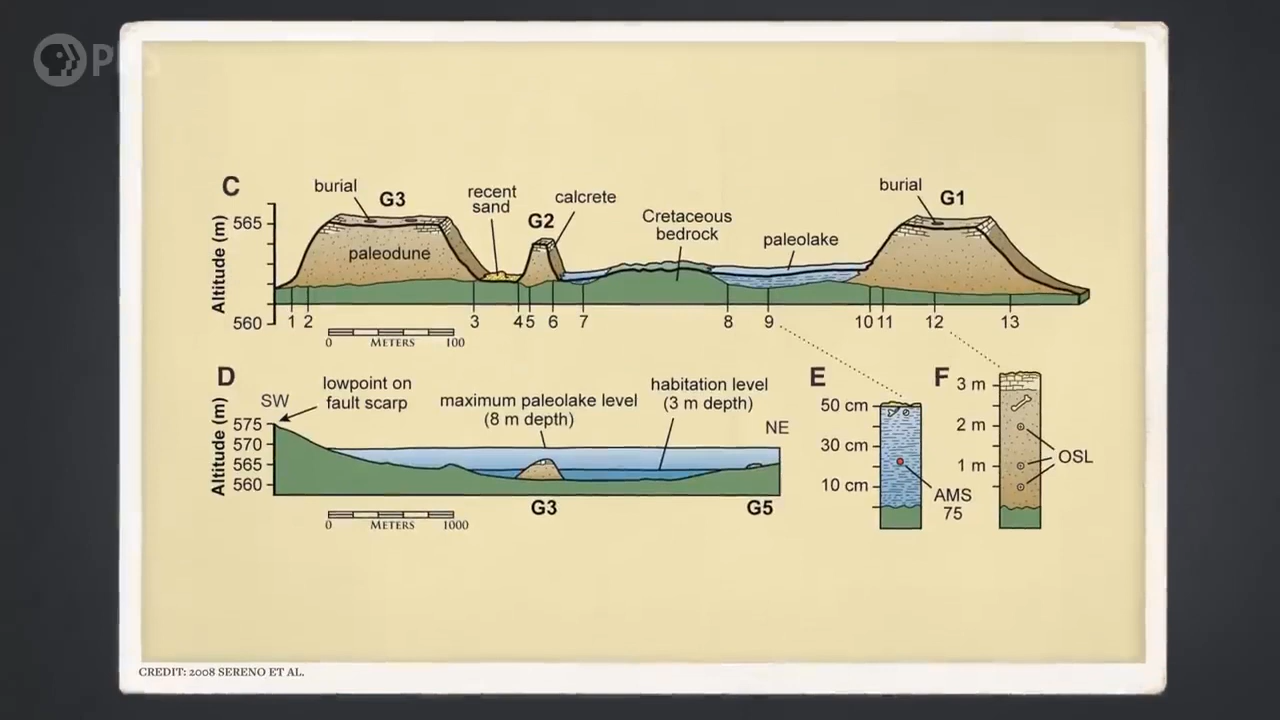 PBS
C
burial
G3
recent
sand
G2
calcrete
Cretaceous
bedrock
paleolake
burial
G1
paleodune
Altitude (m)
565
560
1 2 3 4 5 6 7 8 9 10 11 12 13
0 METERS 100
D
SW
lowpoint on
fault scarp
maximum paleolake level
(8 m depth)
habitation level
(3 m depth)
NE
Altitude (m)
575
570
565
560
G3
G5
0 METERS 1000
E
50 cm
30 cm
10 cm
AMS
75
F
3 m
2 m
1 m
OSL
CREDIT: 2008 SERENO ET AL.